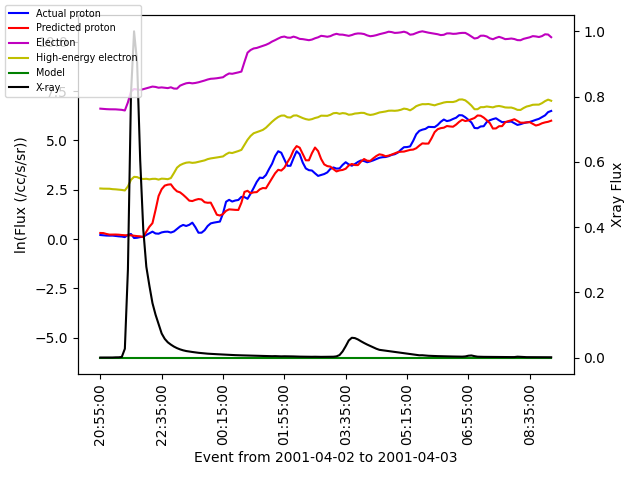 Actual proton
Predicted proton
Electron
High-energy electron
Model
X-ray
7.5
5.0
2.5
0.0
−2.5
−5.0
ln(Flux (/cc/s/sr))
1.0
0.8
0.6
0.4
0.2
0.0
Xray Flux
20:55:00
22:35:00
00:15:00
01:55:00
03:35:00
05:15:00
06:55:00
08:35:00
Event from 2001-04-02 to 2001-04-03